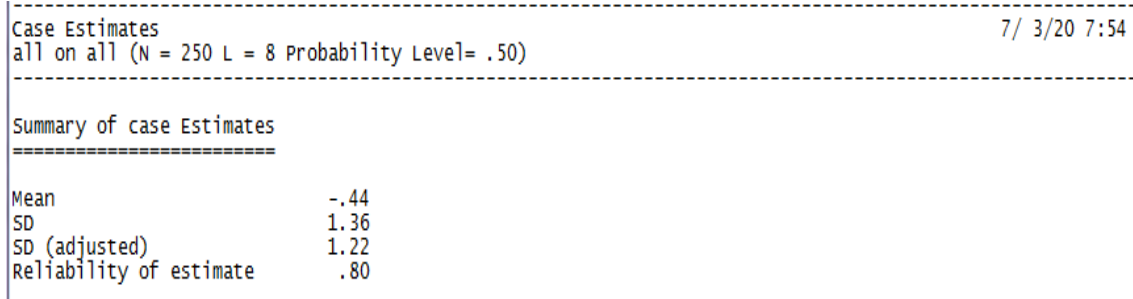 Case Estimates 7/ 3/20 7:54
all on all (N = 250 L = 8 Probability Level= .50)
Summary of case Estimates
Mean -.44
SD 1.36
SD (adjusted) 1.22
Reliability of estimate .80